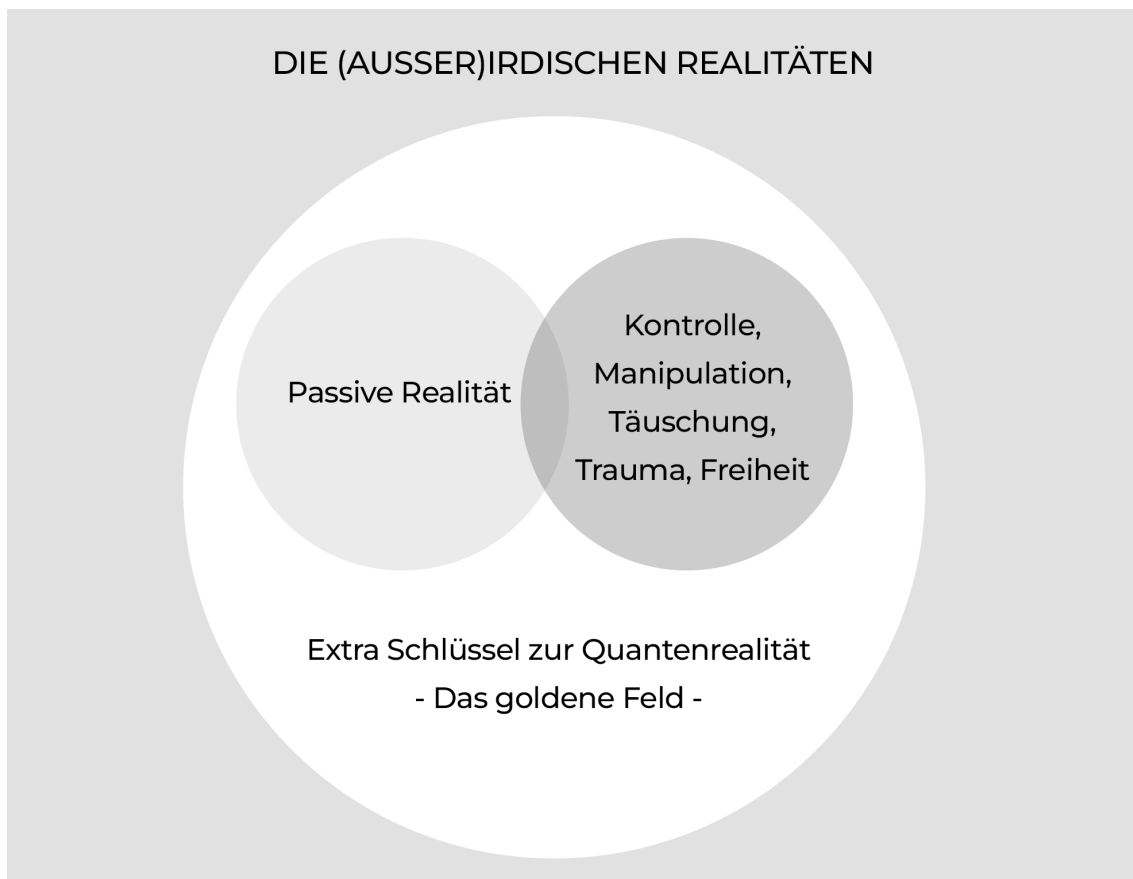 DIE (AUSSER)IRDISCHEN REALITÄTEN
Passive Realität
Kontrolle,
Manipulation,
Täuschung,
Trauma, Freiheit
Extra Schlüssel zur Quantenrealität
- Das goldene Feld -